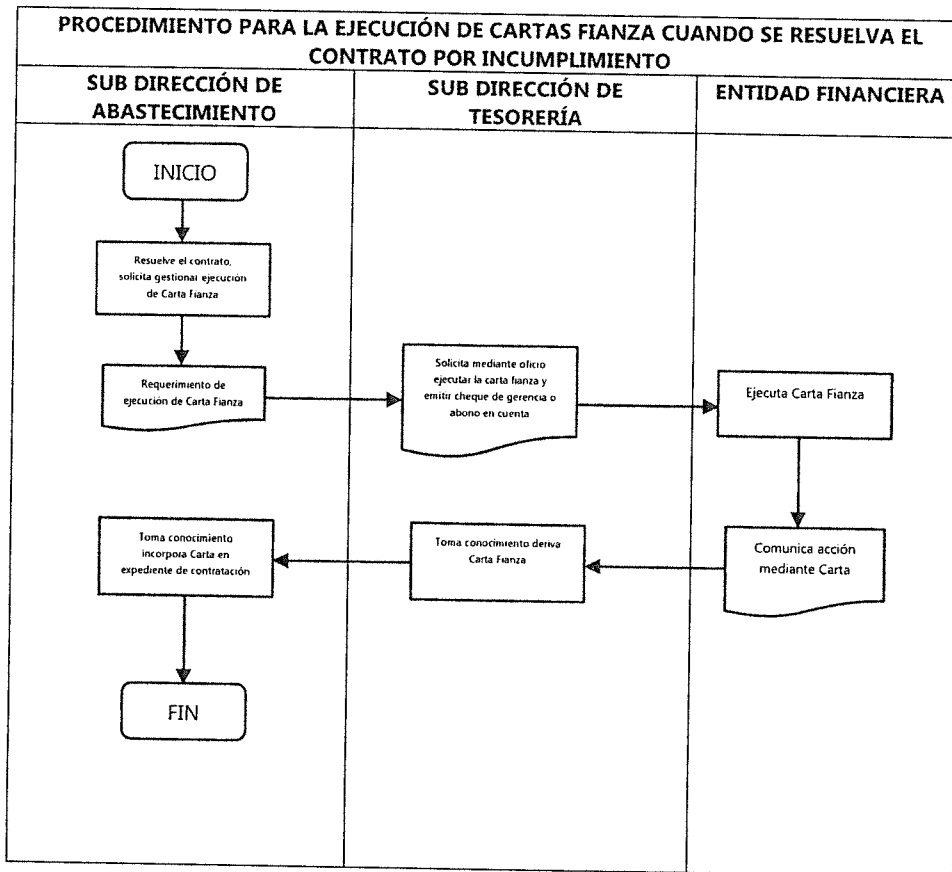 PROCEDIMIENTO PARA LA EJECUCIÓN DE CARTAS FIANZA CUANDO SE RESUELVA EL
CONTRATO POR INCUMPLIMIENTO
SUB DIRECCIÓN DE
ABASTECIMIENTO
SUB DIRECCIÓN DE
TESORERÍA
ENTIDAD FINANCIERA
INICIO
Resuelve el contrato,
solicita gestionar ejecución
de Carta Fianza
Requerimiento de
ejecución de Carta Fianza
Solicita mediante oficio
ejecutar la carta fianza y
emitir cheque de gerencia o
abono en cuenta
Ejecuta Carta Fianza
Comunica acción
mediante Carta
Toma conocimiento deriva
Carta Fianza
Toma conocimiento
incorpora Carta en
expediente de contratación
FIN